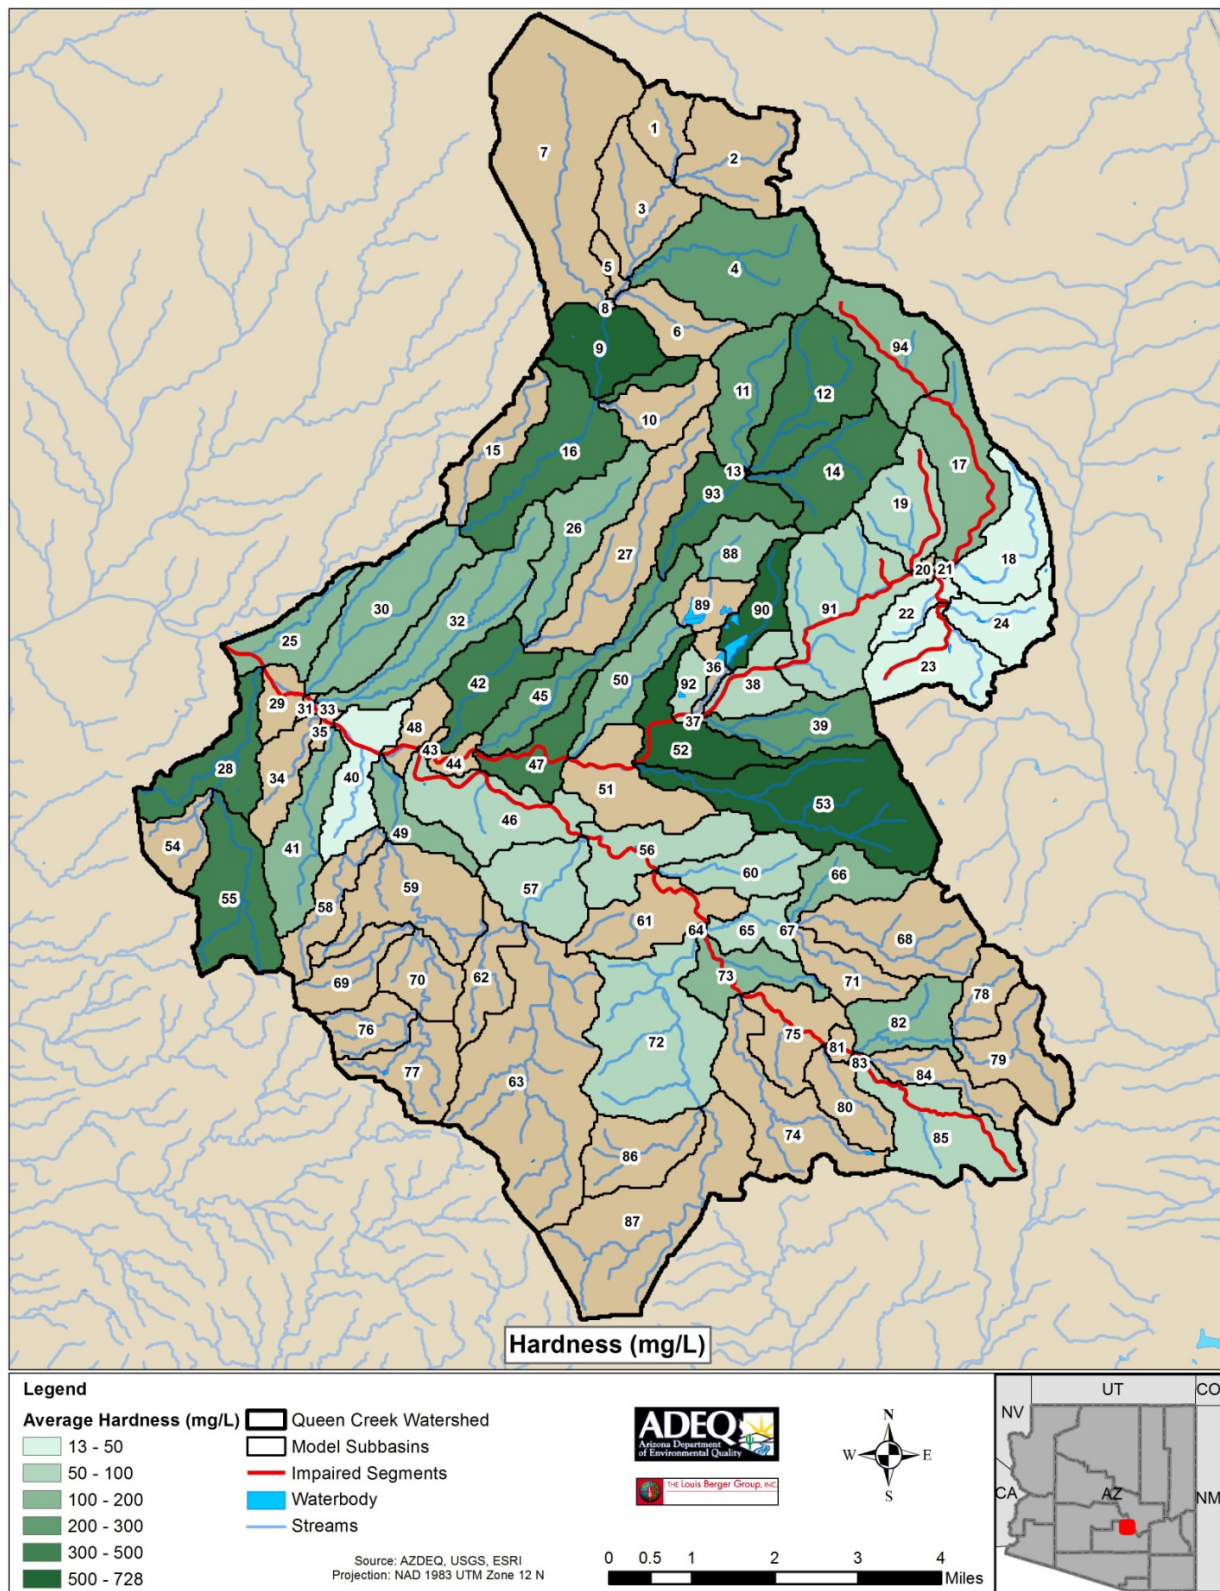 1
2
7
3
5
4
8
6
9
94
11
12
10
15
16
13
14
17
93
19
26
27
88
20
21
18
89
90
91
22
24
30
32
25
23
36
92
38
50
42
45
29
31
33
37
39
48
35
43
44
47
52
28
34
40
51
53
46
49
54
41
56
57
60
66
59
55
58
61
64
65
67
68
62
73
69
70
71
78
76
72
75
82
81
79
77
63
83
84
80
74
85
86
87
Hardness (mg/L)
Legend
Average Hardness (mg/L)
13 - 50
50 - 100
100 - 200
200 - 300
300 - 500
500 - 728
Queen Creek Watershed
Model Subbasins
Impaired Segments
Waterbody
Streams
ADEQ
Arizona Department
of Environmental Quality
THE Louis Berger Group, INC.
Source: AZDEQ, USGS, ESRI
Projection: NAD 1983 UTM Zone 12 N
N
W
E
S
0 0.5 1 2 3 4
Miles
UT
CO
NV
CA
AZ
NM